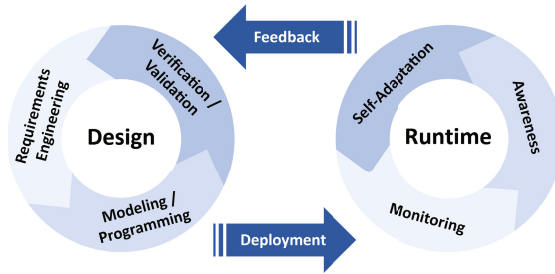 Feedback
Requirements
Engineering
Verification /
Validation
Design
Modeling /
Programming
Self-Adaptation
Awareness
Runtime
Monitoring
Deployment